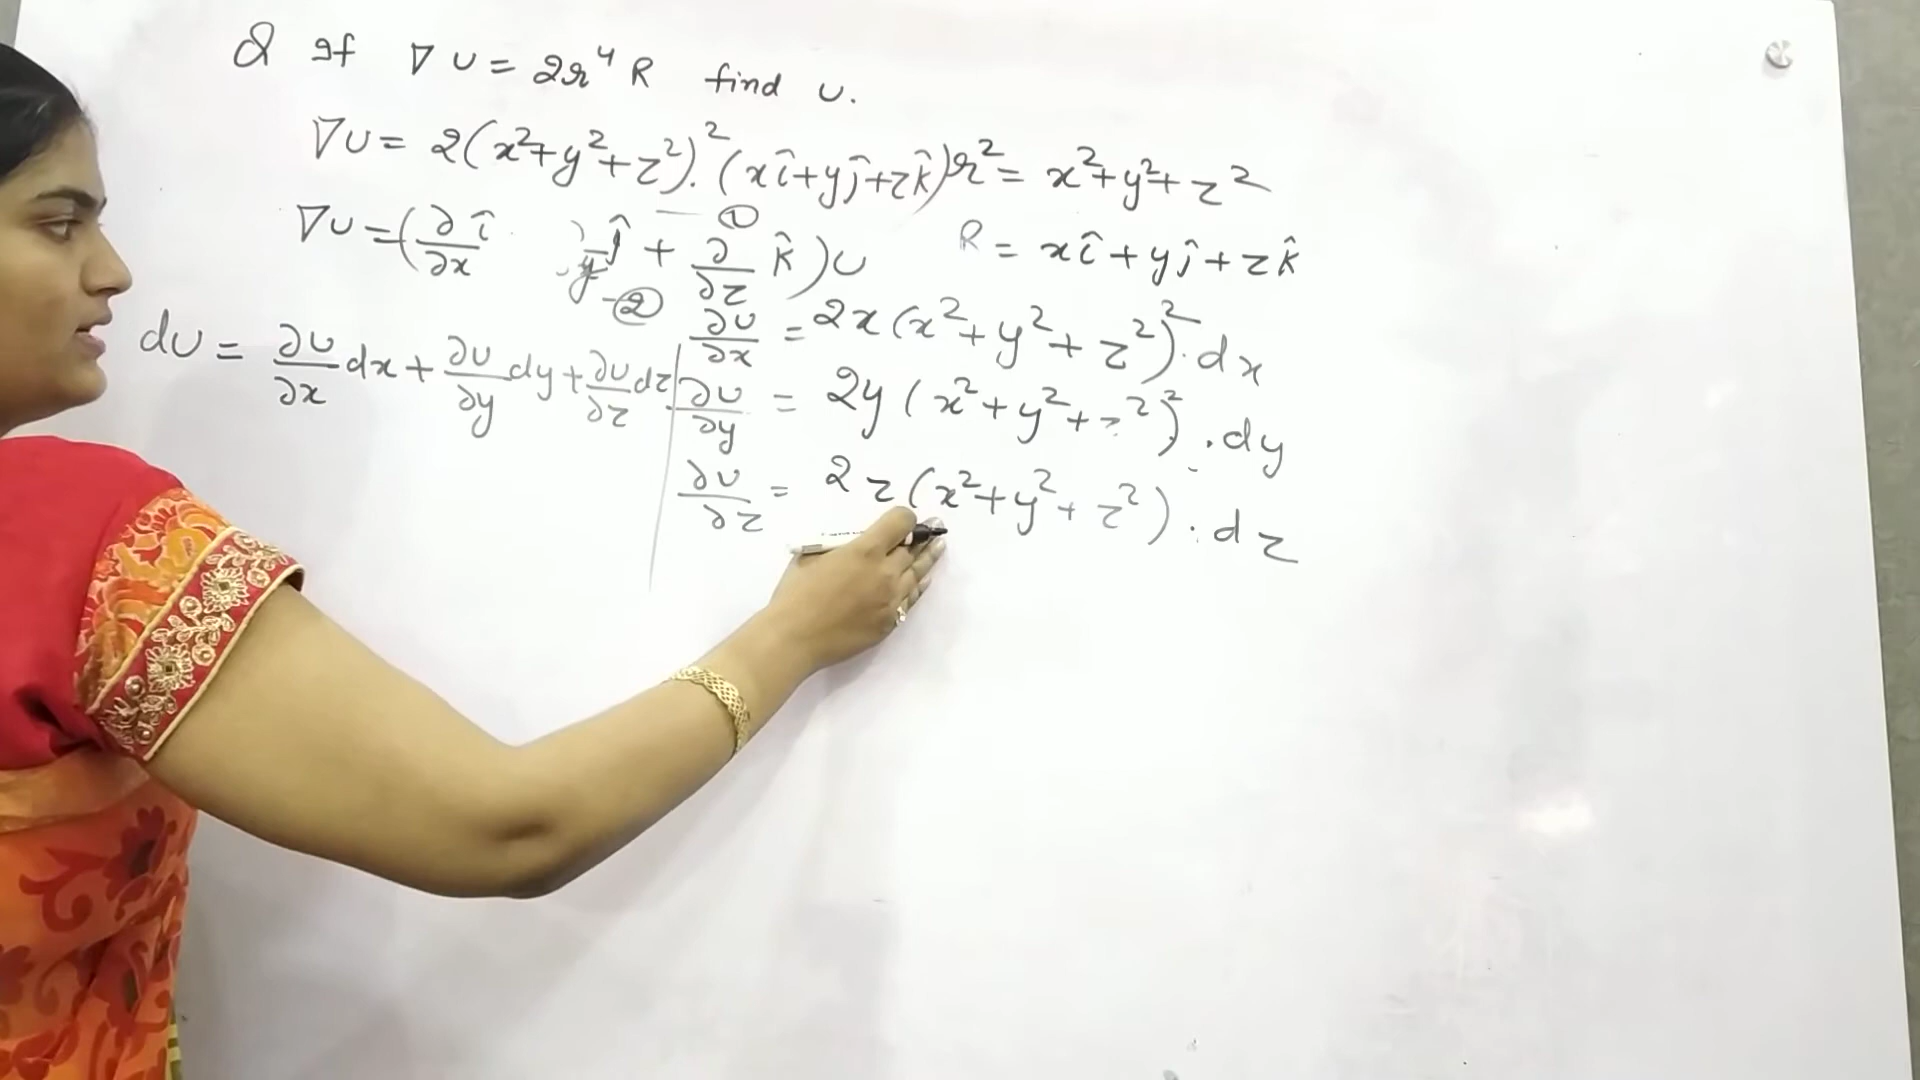 Q If ∇U = 2r⁴ R find U.
∇U = 2(x²+y²+z²)².(xî+yĵ+zk̂) r² = x²+y²+z²
— ①
∇U = (∂/∂x î ĵ + ∂/∂z k̂)U R = xî+yĵ+zk̂
— ②
∂U/∂x = 2x(x²+y²+z²)².dx
dU = ∂U/∂x dx + ∂U/∂y dy + ∂U/∂z dz
∂U/∂y = 2y(x²+y²+z²)².dy
∂U/∂z = 2z(x²+y²+z²).dz